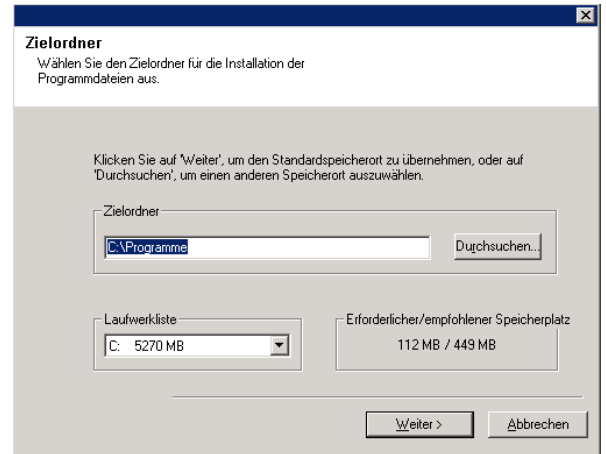 Zielordner
Wählen Sie den Zielordner für die Installation der
Programmdateien aus.
Klicken Sie auf 'Weiter', um den Standardspeicherort zu übernehmen, oder auf
'Durchsuchen', um einen anderen Speicherort auszuwählen.
Zielordner
C:\Programme
Durchsuchen...
Laufwerkliste
C: 5270 MB
Erforderlicher/empfohlener Speicherplatz
112 MB / 449 MB
Weiter >
Abbrechen